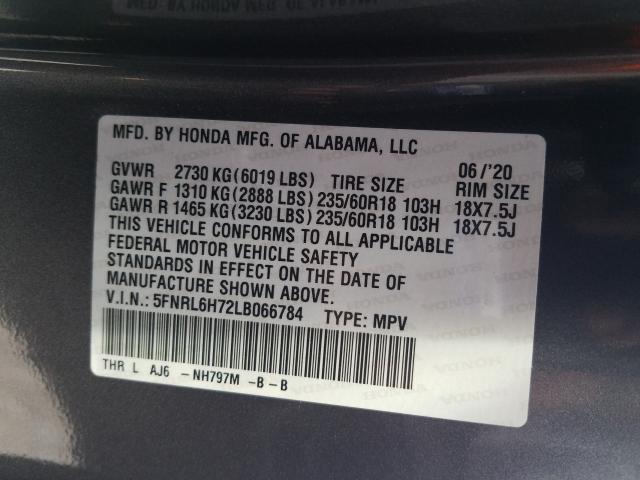 MFD. BY HONDA MFG. OF ALABAMA, LLC
GVWR 2730 KG(6019 LBS) TIRE SIZE 06/'20 RIM SIZE
GAWR F 1310 KG(2888 LBS) 235/60R18 103H 18X7.5J
GAWR R 1465 KG(3230 LBS) 235/60R18 103H 18X7.5J
THIS VEHICLE CONFORMS TO ALL APPLICABLE
FEDERAL MOTOR VEHICLE SAFETY
STANDARDS IN EFFECT ON THE DATE OF
MANUFACTURE SHOWN ABOVE.
V.I.N.: 5FNRL6H72LB066784 TYPE: MPV
THR L AJ6 -NH797M -B-B